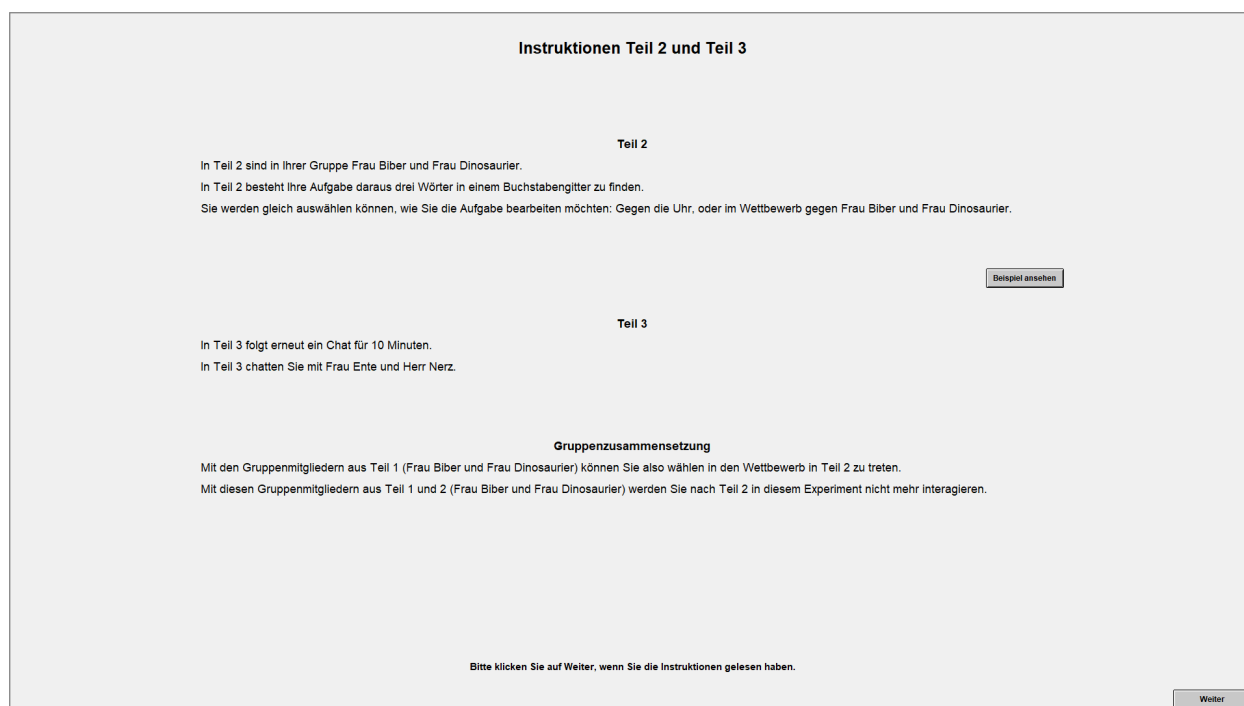 Instruktionen Teil 2 und Teil 3
Teil 2
In Teil 2 sind in Ihrer Gruppe Frau Biber und Frau Dinosaurier.
In Teil 2 besteht Ihre Aufgabe daraus drei Wörter in einem Buchstabengitter zu finden.
Sie werden gleich auswählen können, wie Sie die Aufgabe bearbeiten möchten: Gegen die Uhr, oder im Wettbewerb gegen Frau Biber und Frau Dinosaurier.
Beispiel ansehen
Teil 3
In Teil 3 folgt erneut ein Chat für 10 Minuten.
In Teil 3 chatten Sie mit Frau Ente und Herr Nerz.
Gruppenzusammensetzung
Mit den Gruppenmitgliedern aus Teil 1 (Frau Biber und Frau Dinosaurier) können Sie also wählen in den Wettbewerb in Teil 2 zu treten.
Mit diesen Gruppenmitgliedern aus Teil 1 und 2 (Frau Biber und Frau Dinosaurier) werden Sie nach Teil 2 in diesem Experiment nicht mehr interagieren.
Bitte klicken Sie auf Weiter, wenn Sie die Instruktionen gelesen haben.
Weiter